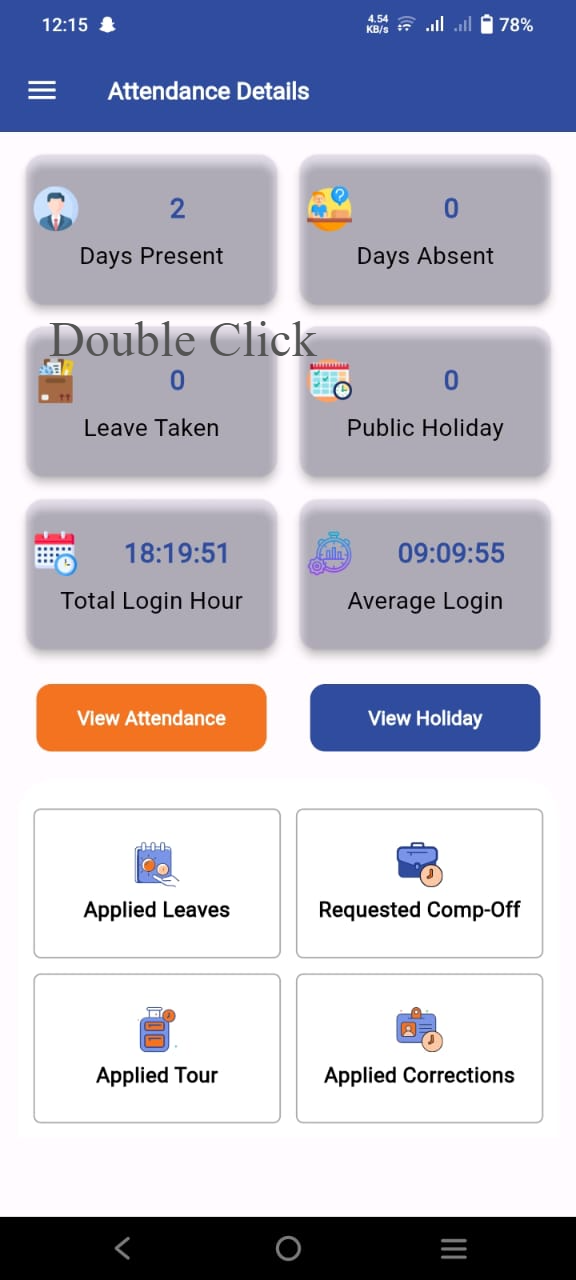 12:15
4.54 KB/s
78%
Attendance Details
2
Days Present
0
Days Absent
Double Click
0
Leave Taken
0
Public Holiday
18:19:51
Total Login Hour
09:09:55
Average Login
View Attendance
View Holiday
Applied Leaves
Requested Comp-Off
Applied Tour
Applied Corrections